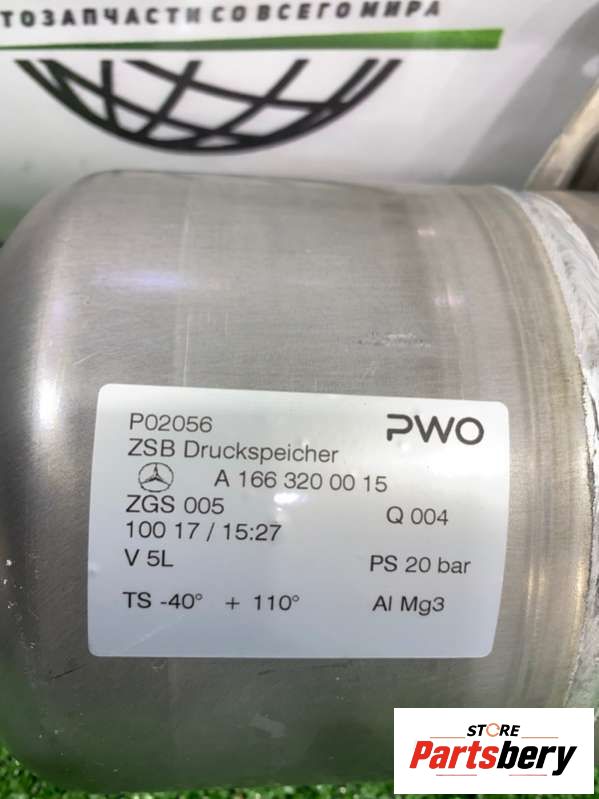 ТОЗАПЧАСТИ СО ВСЕГО МИРА
P02056
PWO
ZSB Druckspeicher
A 166 320 00 15
ZGS 005
Q 004
100 17 / 15:27
V 5L
PS 20 bar
TS -40° + 110°
Al Mg3
STORE
Partsbery